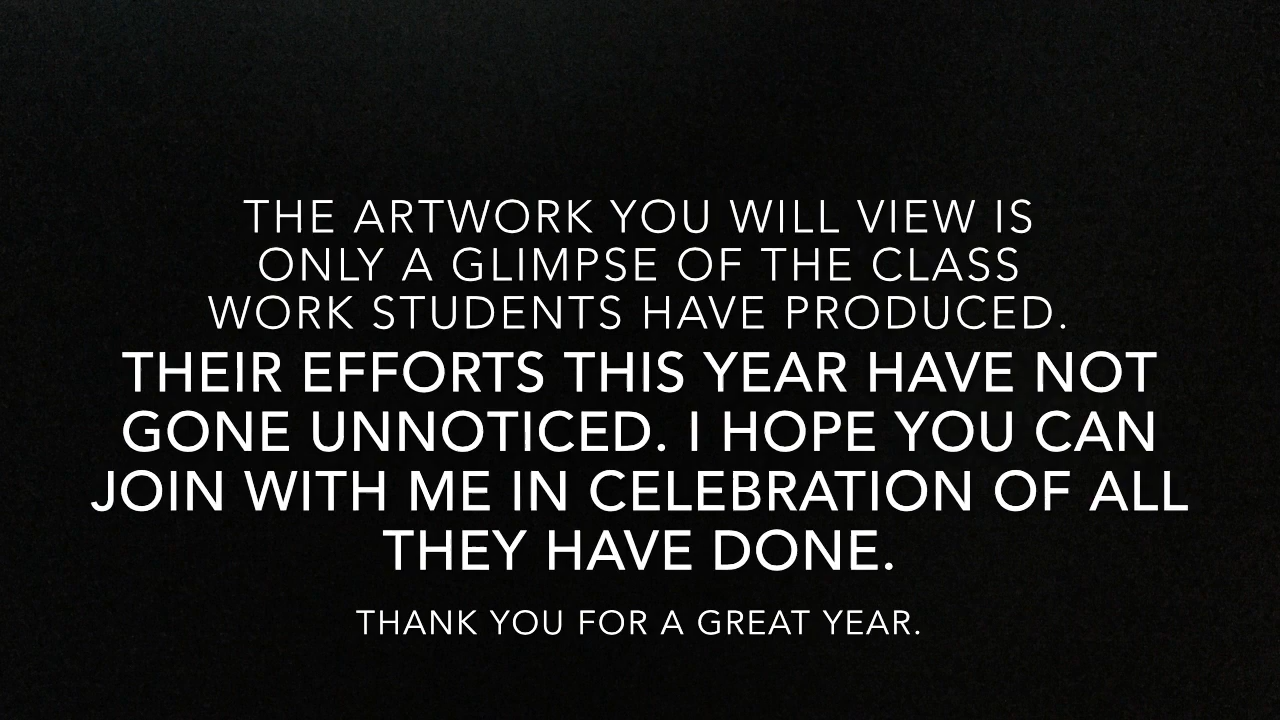 THE ARTWORK YOU WILL VIEW IS
ONLY A GLIMPSE OF THE CLASS
WORK STUDENTS HAVE PRODUCED.
THEIR EFFORTS THIS YEAR HAVE NOT
GONE UNNOTICED. I HOPE YOU CAN
JOIN WITH ME IN CELEBRATION OF ALL
THEY HAVE DONE.
THANK YOU FOR A GREAT YEAR.